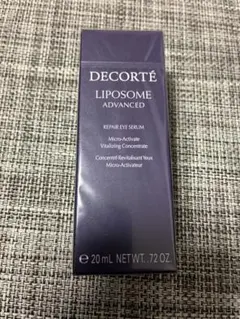 DECORTÉ
LIPOSOME
ADVANCED
REPAIR EYE SERUM
Micro-Activate
Vitalizing Concentrate
Concentré Revitalisant Yeux
Micro-Activateur
℮ 20 mL NET WT. .72 OZ.